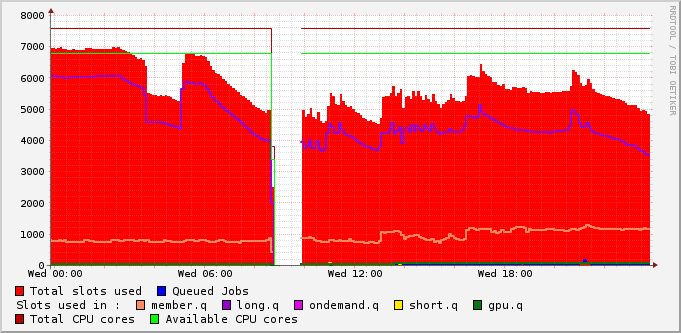 8000
7000
6000
5000
4000
3000
2000
1000
0
Wed 00:00 Wed 06:00 Wed 12:00 Wed 18:00
Total slots used Queued Jobs
Slots used in : member.q long.q ondemand.q short.q gpu.q
Total CPU cores Available CPU cores
RRDTOOL / TOBI OETIKER